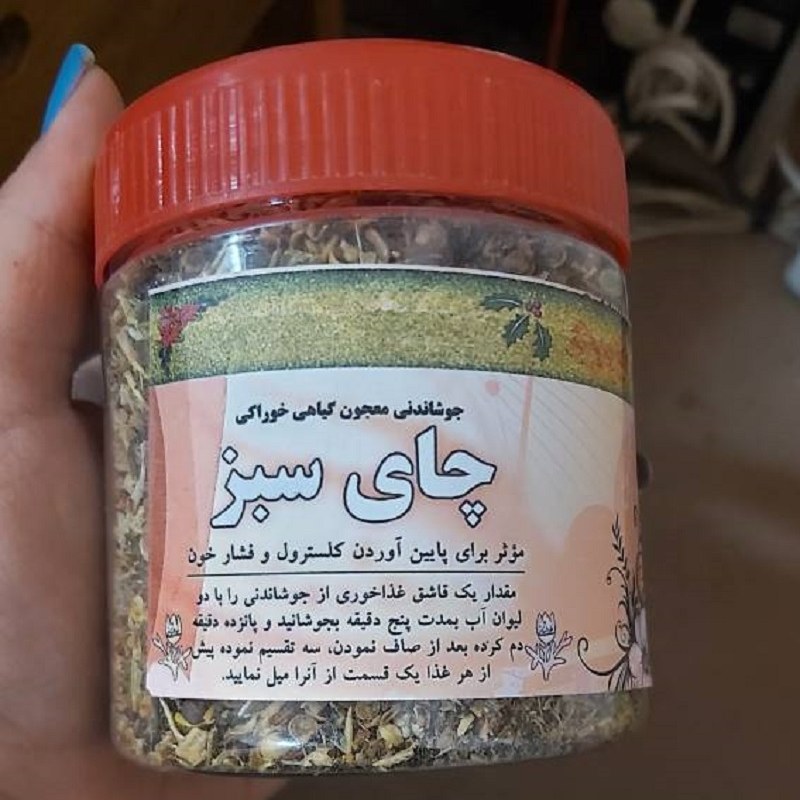 جوشاندنی معجون گیاهی خوراکی
چای سبز
مؤثر برای پایین آوردن کلسترول و فشار خون
مقدار یک قاشق غذاخوری از جوشاندنی را با دو
لیوان آب بمدت پنج دقیقه بجوشانید و پانزده دقیقه
دم کرده بعد از صاف نمودن، سه تقسیم نموده پیش
از هر غذا یک قسمت از آنرا میل نمایید.